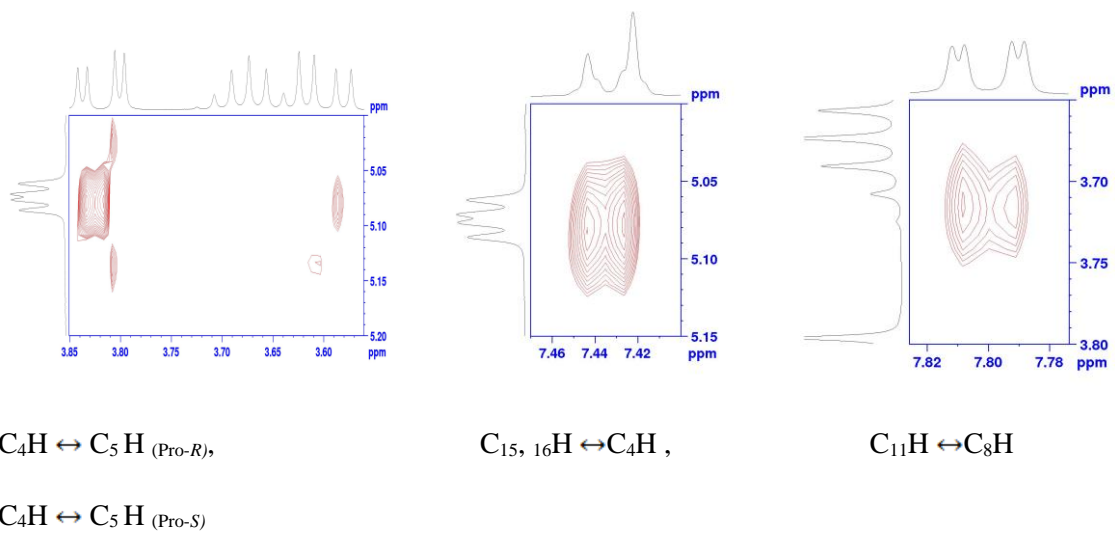 ppm
5.05
5.10
5.15
5.20
3.85 3.80 3.75 3.70 3.65 3.60 ppm
ppm
5.05
5.10
5.15
7.46 7.44 7.42 ppm
ppm
3.70
3.75
3.80
7.82 7.80 7.78 ppm
C₄H ↔ C₅ H (Pro-R),
C₁₅, ₁₆H ↔C₄H ,
C₁₁H ↔C₈H
C₄H ↔ C₅ H (Pro-S)